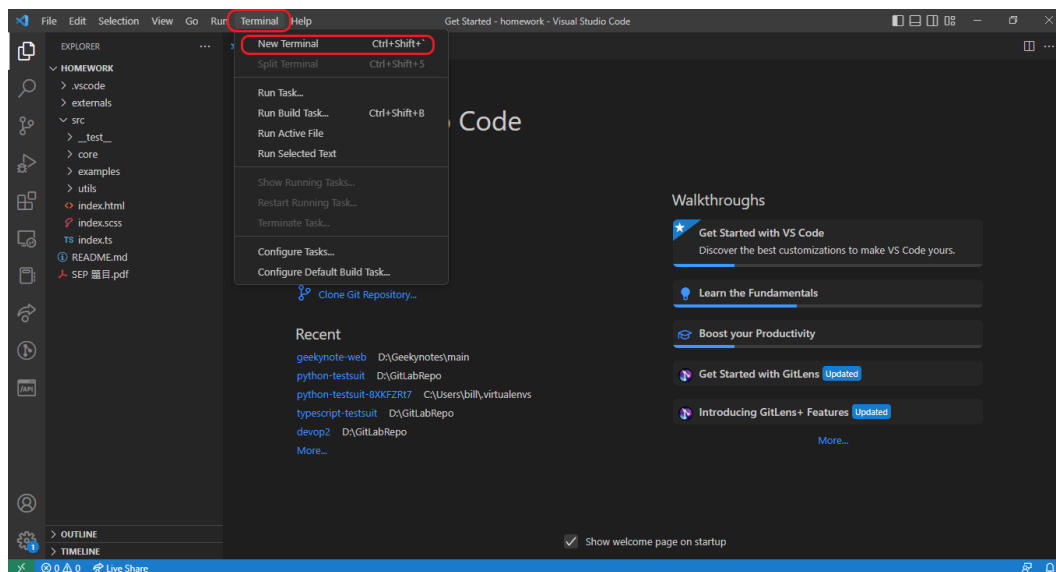 File Edit Selection View Go Run Terminal Help Get Started - homework - Visual Studio Code
EXPLORER
HOMEWORK
.vscode
externals
src
__test__
core
examples
utils
index.html
index.scss
TS index.ts
README.md
SEP 題目.pdf
OUTLINE
TIMELINE
New Terminal Ctrl+Shift+`
Split Terminal Ctrl+Shift+5
Run Task...
Run Build Task... Ctrl+Shift+B
Run Active File
Run Selected Text
Show Running Tasks...
Restart Running Task...
Terminate Task...
Configure Tasks...
Configure Default Build Task...
Code
Clone Git Repository...
Recent
geekynote-web D:\Geekynotes\main
python-testsuit D:\GitLabRepo
python-testsuit-8XKFZRt7 C:\Users\bill\.virtualenvs
typescript-testsuit D:\GitLabRepo
devop2 D:\GitLabRepo
More...
Walkthroughs
Get Started with VS Code
Discover the best customizations to make VS Code yours.
Learn the Fundamentals
Boost your Productivity
Get Started with GitLens Updated
Introducing GitLens+ Features Updated
More...
Show welcome page on startup
/API
1
0 0 Live Share